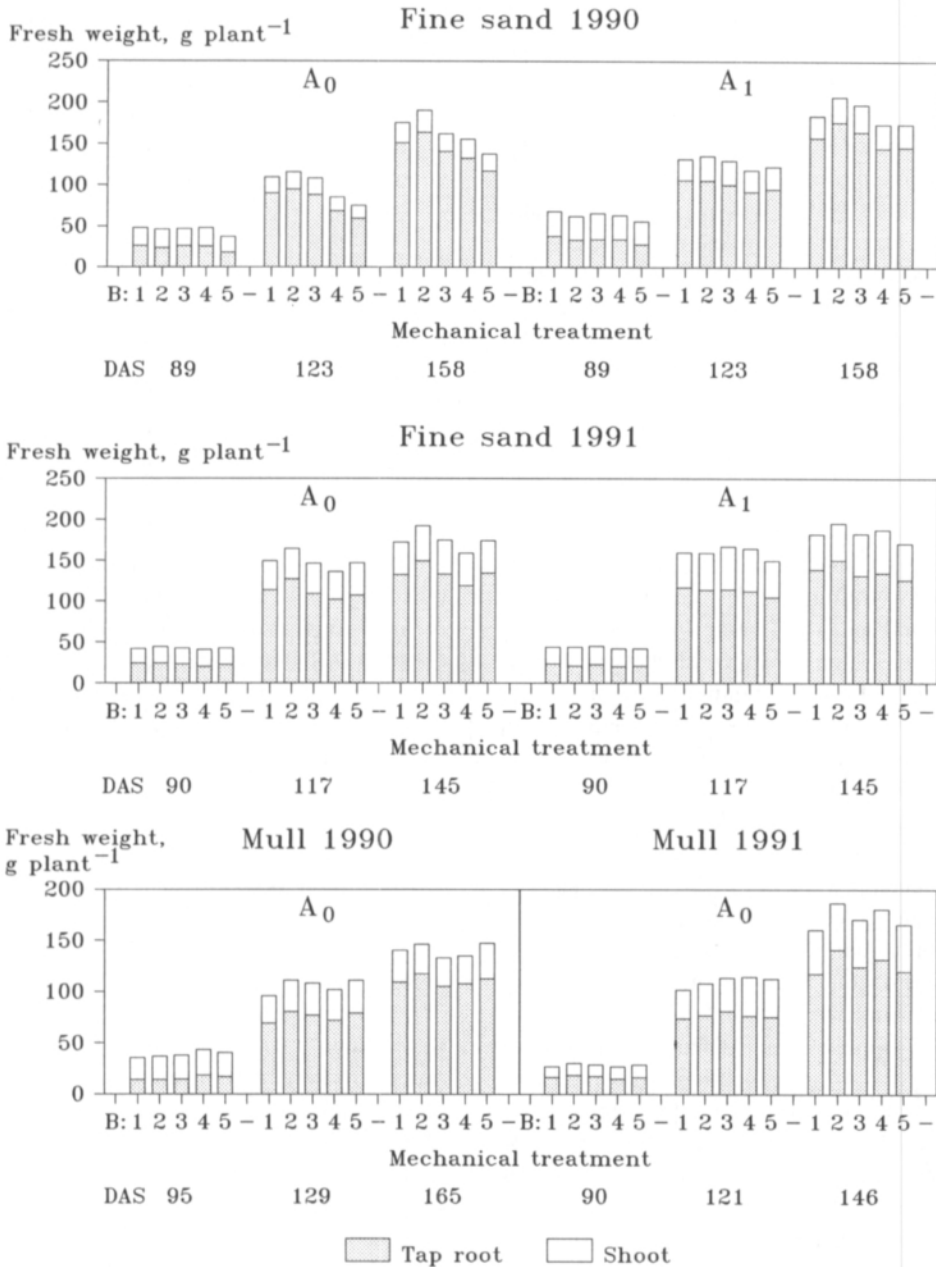 Fine sand 1990
Fresh weight, g plant⁻¹
250
200
150
100
50
0
A₀
A₁
B: 1 2 3 4 5 – 1 2 3 4 5 – 1 2 3 4 5 – B: 1 2 3 4 5 – 1 2 3 4 5 – 1 2 3 4 5 –
Mechanical treatment
DAS 89 123 158 89 123 158
Fine sand 1991
Fresh weight, g plant⁻¹
250
200
150
100
50
0
A₀
A₁
B: 1 2 3 4 5 – 1 2 3 4 5 – 1 2 3 4 5 – B: 1 2 3 4 5 – 1 2 3 4 5 – 1 2 3 4 5 –
Mechanical treatment
DAS 90 117 145 90 117 145
Mull 1990
Mull 1991
Fresh weight,
g plant⁻¹
200
150
100
50
0
A₀
A₀
B: 1 2 3 4 5 – 1 2 3 4 5 – 1 2 3 4 5 – B: 1 2 3 4 5 – 1 2 3 4 5 – 1 2 3 4 5 –
Mechanical treatment
DAS 95 129 165 90 121 146
Tap root
Shoot